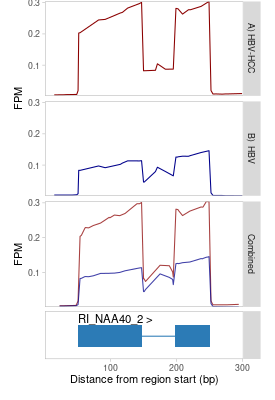 0.3
0.2
0.1
A) HBV-HCC
FPM
0.3
0.2
0.1
B) HBV
0.3
0.2
0.1
Combined
FPM
RI_NAA40_2 >
100
200
300
Distance from region start (bp)